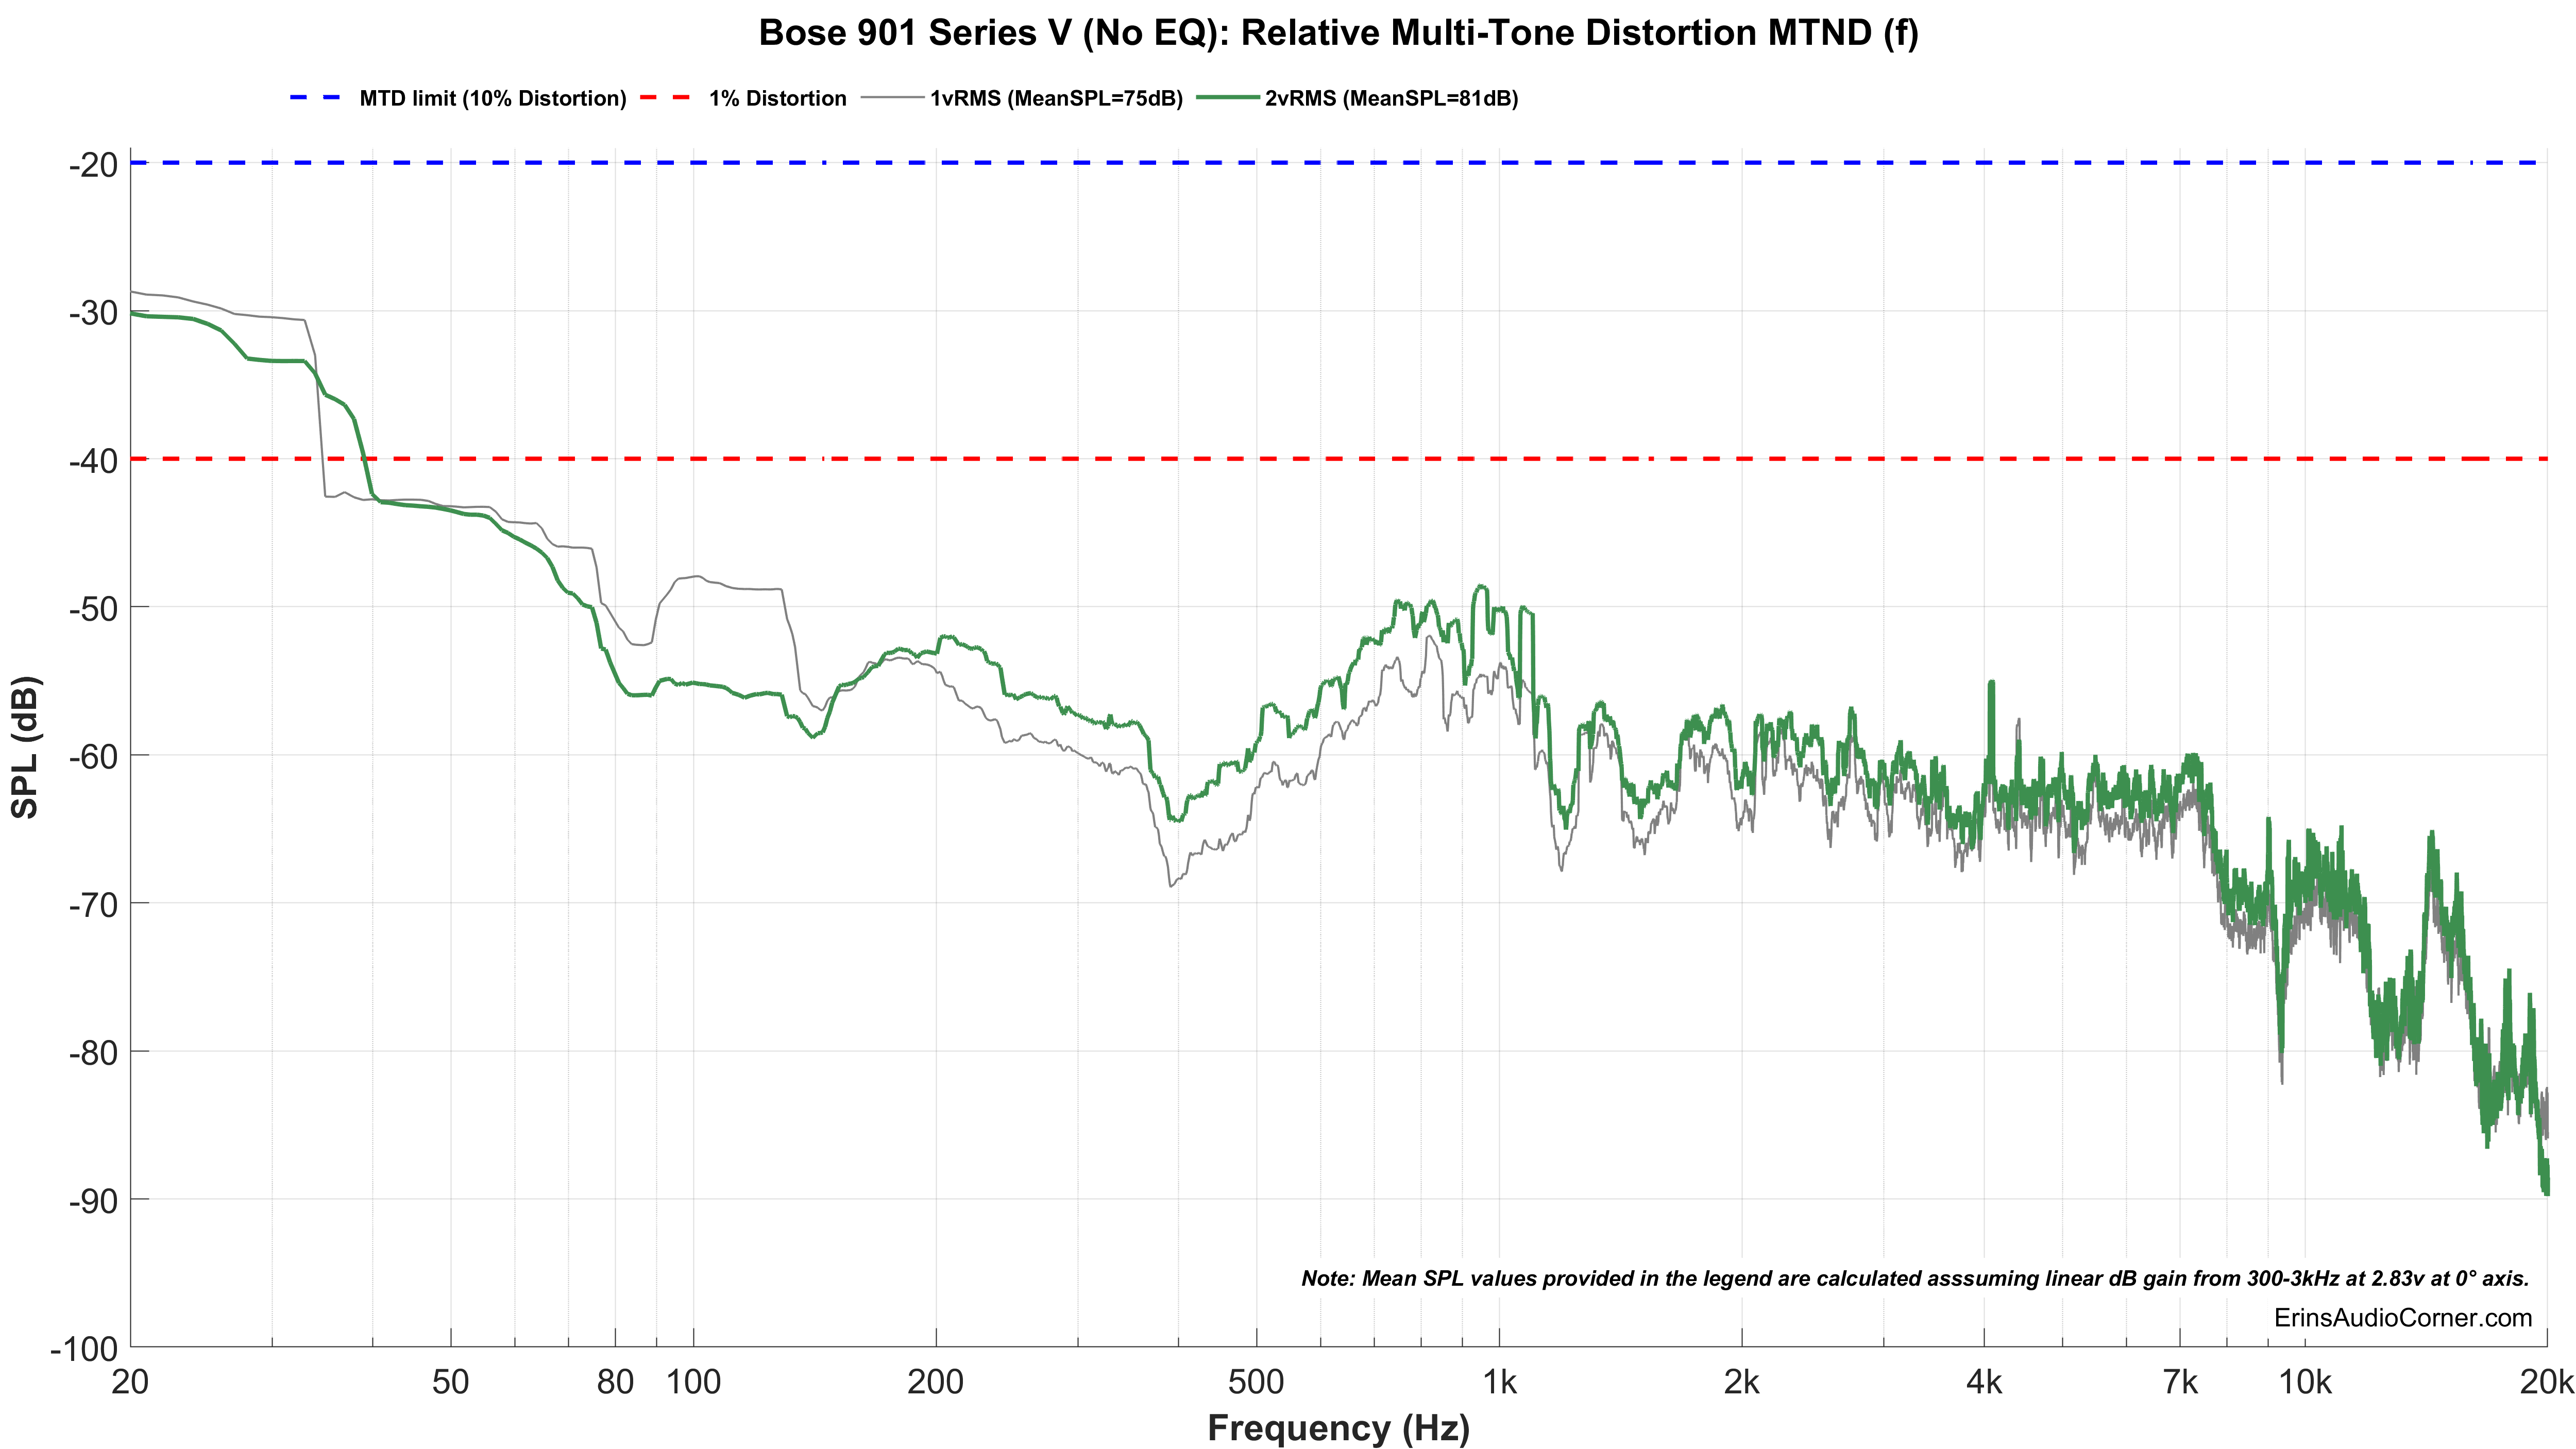 Bose 901 Series V (No EQ): Relative Multi-Tone Distortion MTND (f)
MTD limit (10% Distortion) 1% Distortion 1vRMS (MeanSPL=75dB) 2vRMS (MeanSPL=81dB)
-20
-30
-40
-50
-60
-70
-80
-90
-100
SPL (dB)
Note: Mean SPL values provided in the legend are calculated asssuming linear dB gain from 300-3kHz at 2.83v at 0° axis.
ErinsAudioCorner.com
20 50 80 100 200 500 1k 2k 4k 7k 10k 20k
Frequency (Hz)